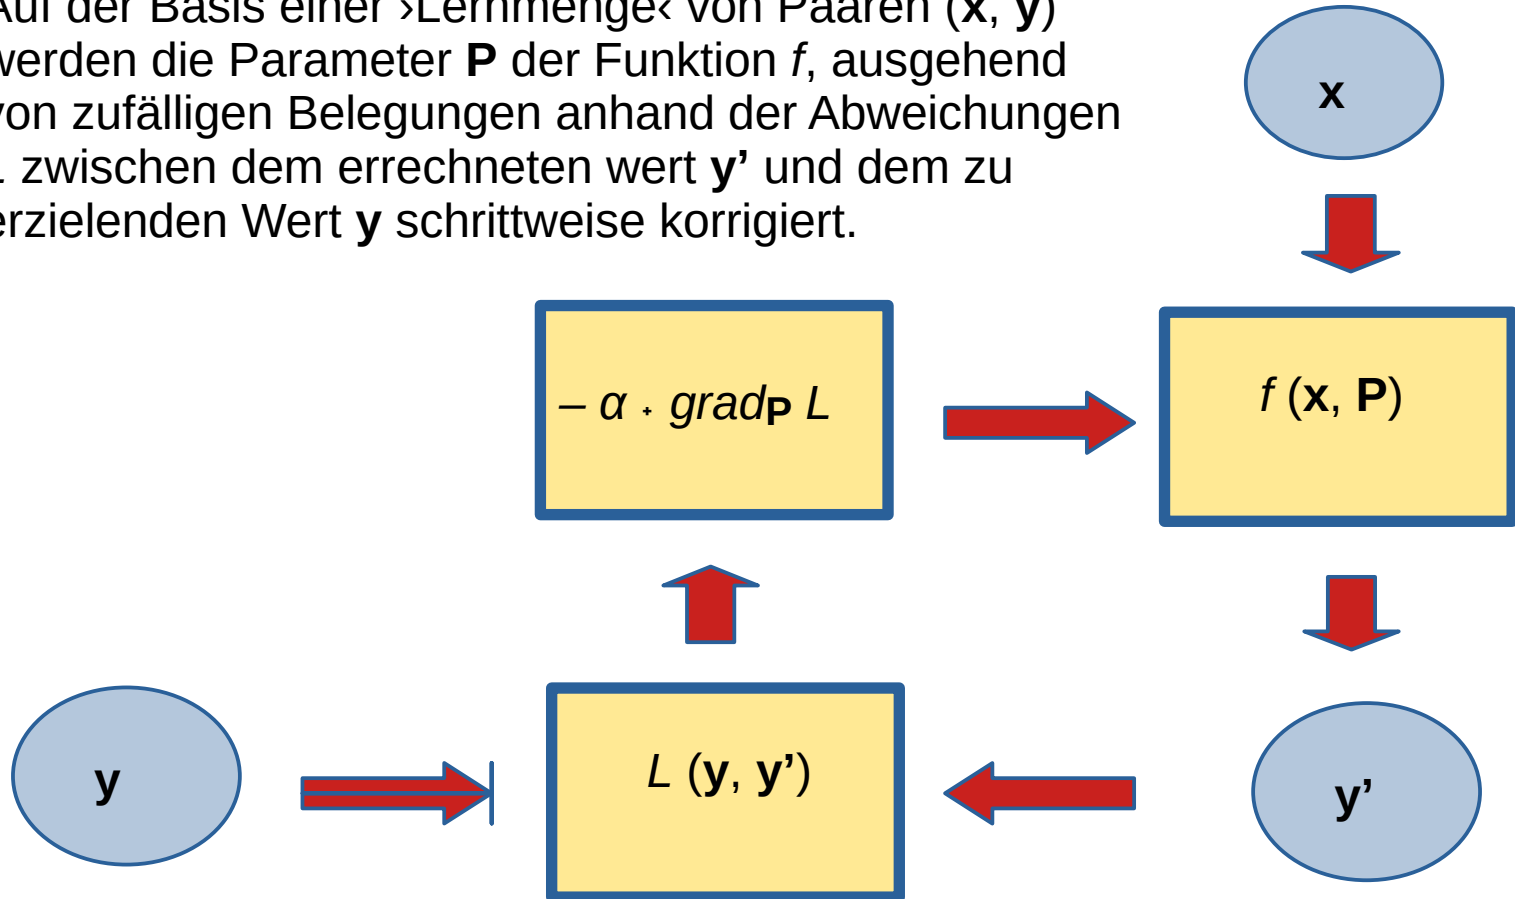 Auf der Basis einer ›Lernmenge‹ von Paaren (x, y)
werden die Parameter P der Funktion f, ausgehend
von zufälligen Belegungen anhand der Abweichungen
L zwischen dem errechneten wert y’ und dem zu
erzielenden Wert y schrittweise korrigiert.
x
– α · gradP L
f (x, P)
y
L (y, y’)
y’